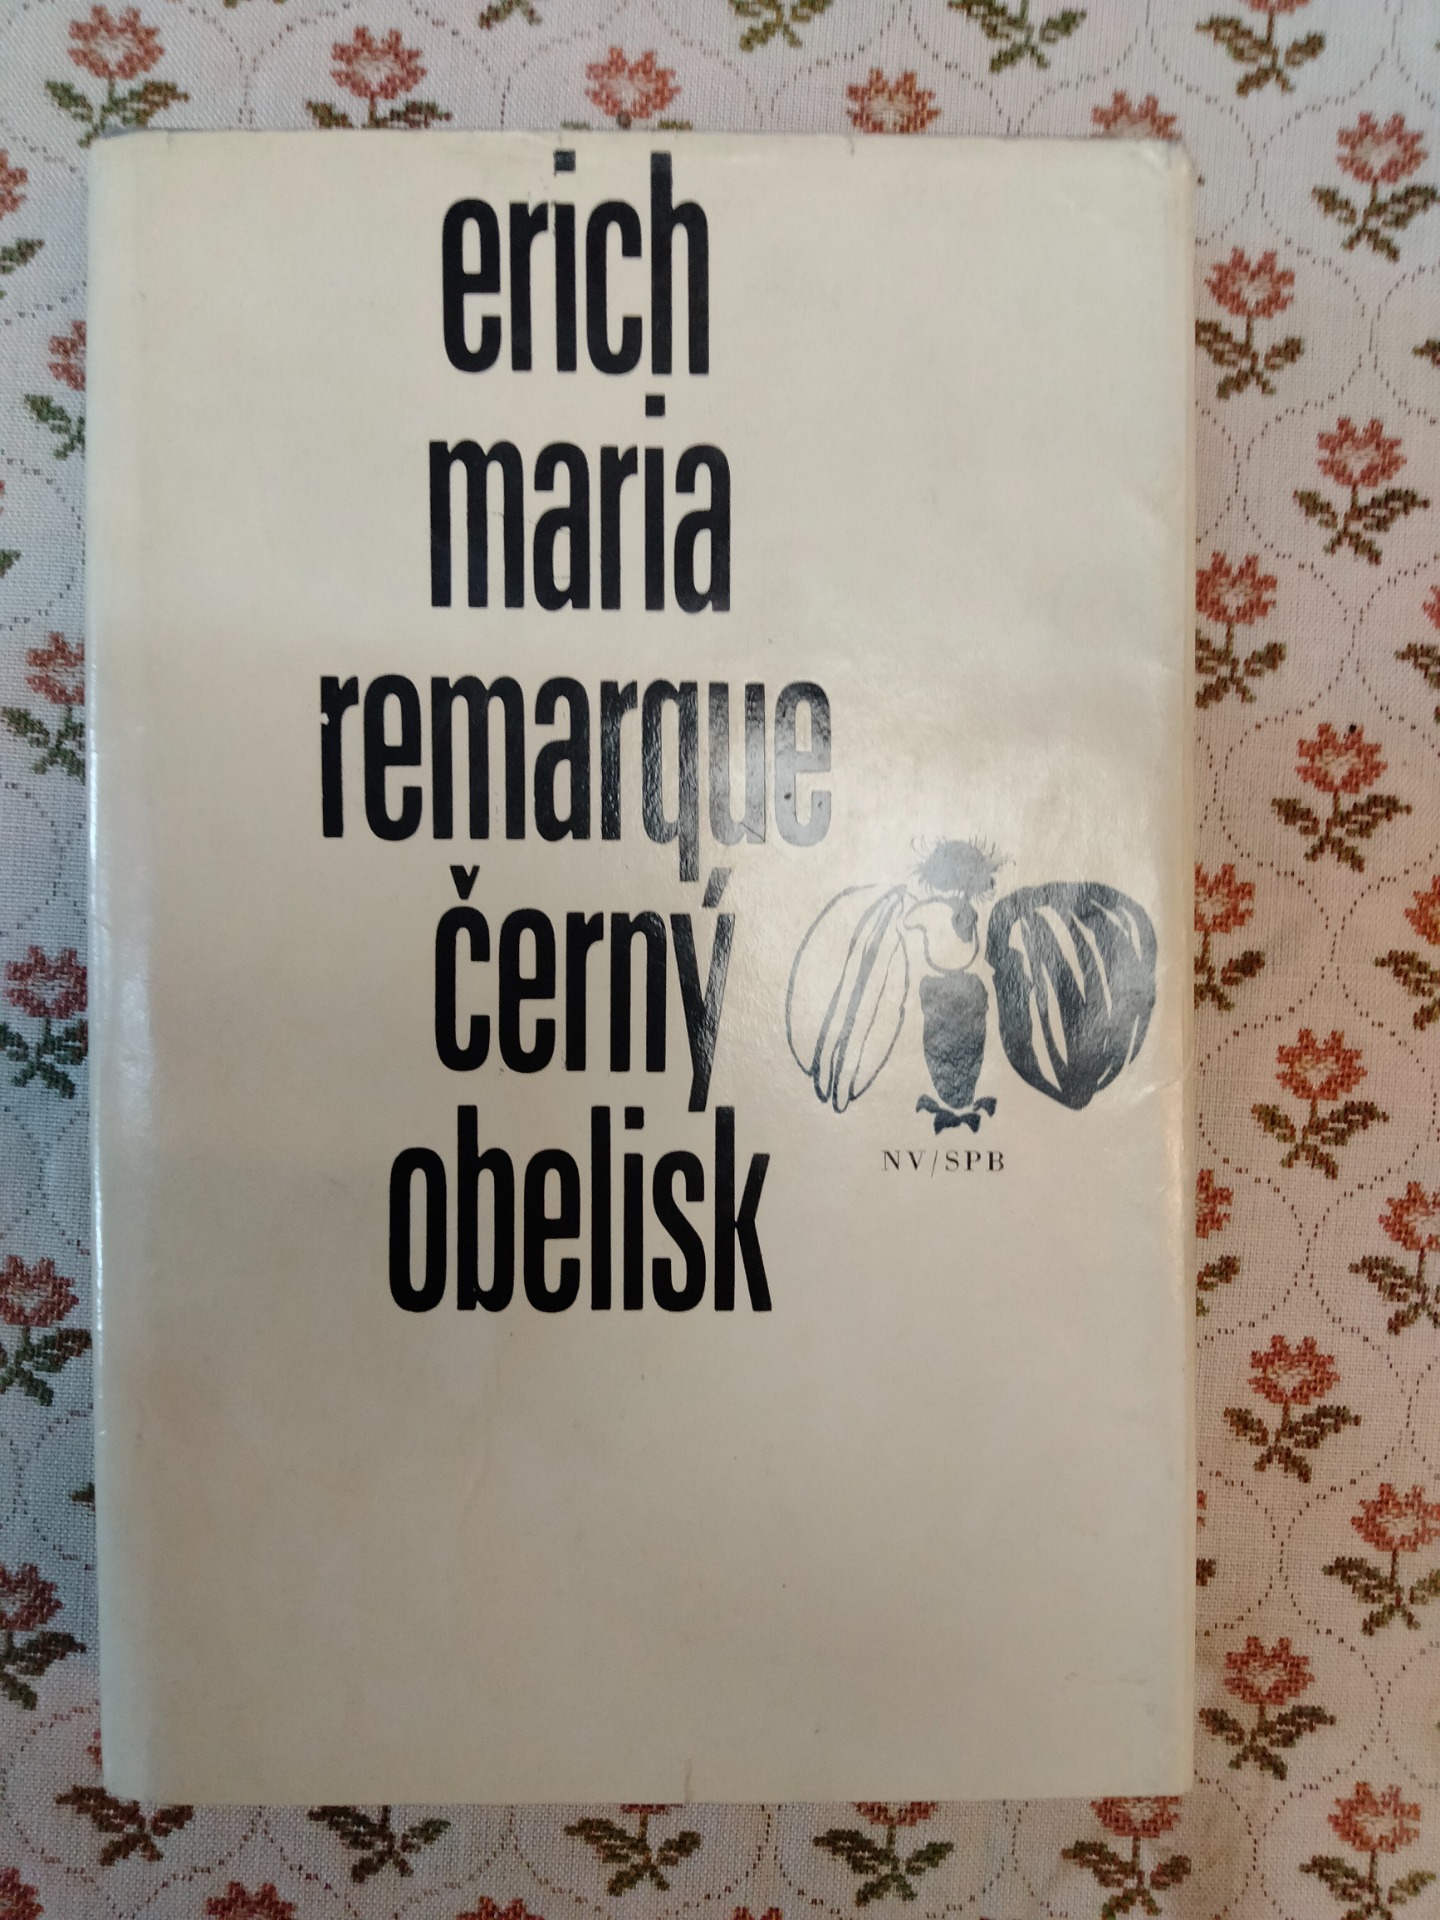 erich
maria
remarque
černý
obelisk
NV/SPB